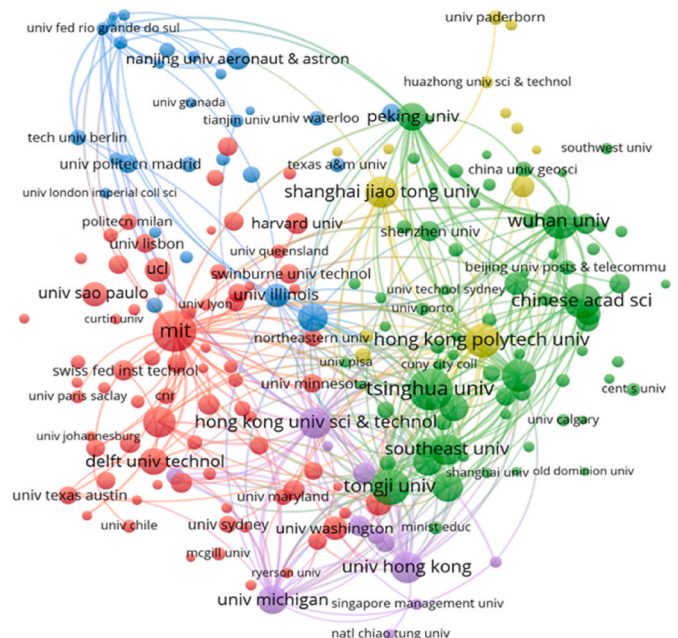 univ paderborn
univ fed rio grande do sul
nanjing univ aeronaut & astron
huazhong univ sci & technol
univ granada
tianjin univ
univ waterloo
peking univ
tech univ berlin
southwest univ
univ politecn madrid
texas a&m univ
china univ geosci
univ london imperial coll sci
shanghai jiao tong univ
politecn milan
harvard univ
wuhan univ
univ lisbon
shenzhen univ
univ queensland
ucl
swinburne univ technol
beijing univ posts & telecommu
univ sao paulo
univ illinois
univ technol sydney
chinese acad sci
univ lyon
univ porto
curtin univ
mit
northeastern univ
hong kong polytech univ
univ pisa
cuny city coll
swiss fed inst technol
univ minnesota
tsinghua univ
cent s univ
univ paris saclay
cnr
hong kong univ sci & technol
univ calgary
univ johannesburg
southeast univ
delft univ technol
shanghai univ
old dominion univ
tongji univ
univ texas austin
univ maryland
univ chile
univ sydney
univ washington
minist educ
mcgill univ
univ hong kong
ryerson univ
univ michigan
singapore management univ
natl chiao tung univ